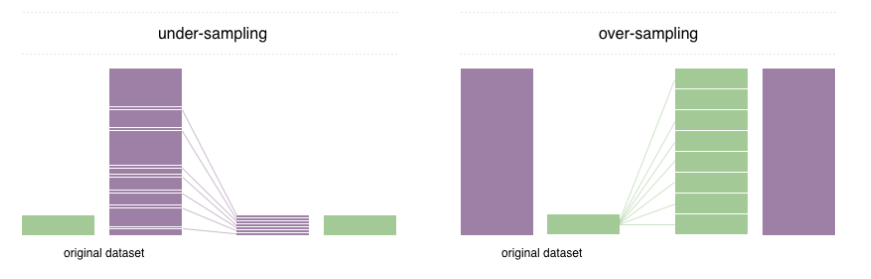 under-sampling
over-sampling
original dataset
original dataset